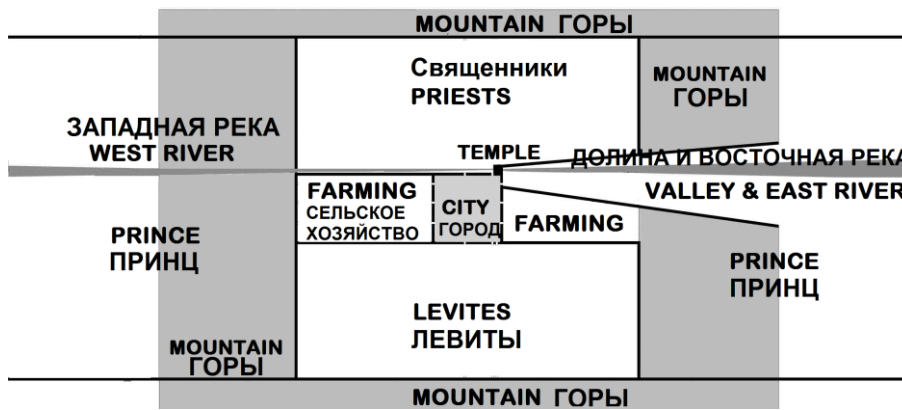 MOUNTAIN ГОРЫ
Священники
PRIESTS
MOUNTAIN
ГОРЫ
ЗАПАДНАЯ РЕКА
WEST RIVER
TEMPLE
ДОЛИНА И ВОСТОЧНАЯ РЕКА
VALLEY & EAST RIVER
FARMING
СЕЛЬСКОЕ
ХОЗЯЙСТВО
CITY
ГОРОД
FARMING
PRINCE
ПРИНЦ
PRINCE
ПРИНЦ
LEVITES
ЛЕВИТЫ
MOUNTAIN
ГОРЫ
MOUNTAIN ГОРЫ